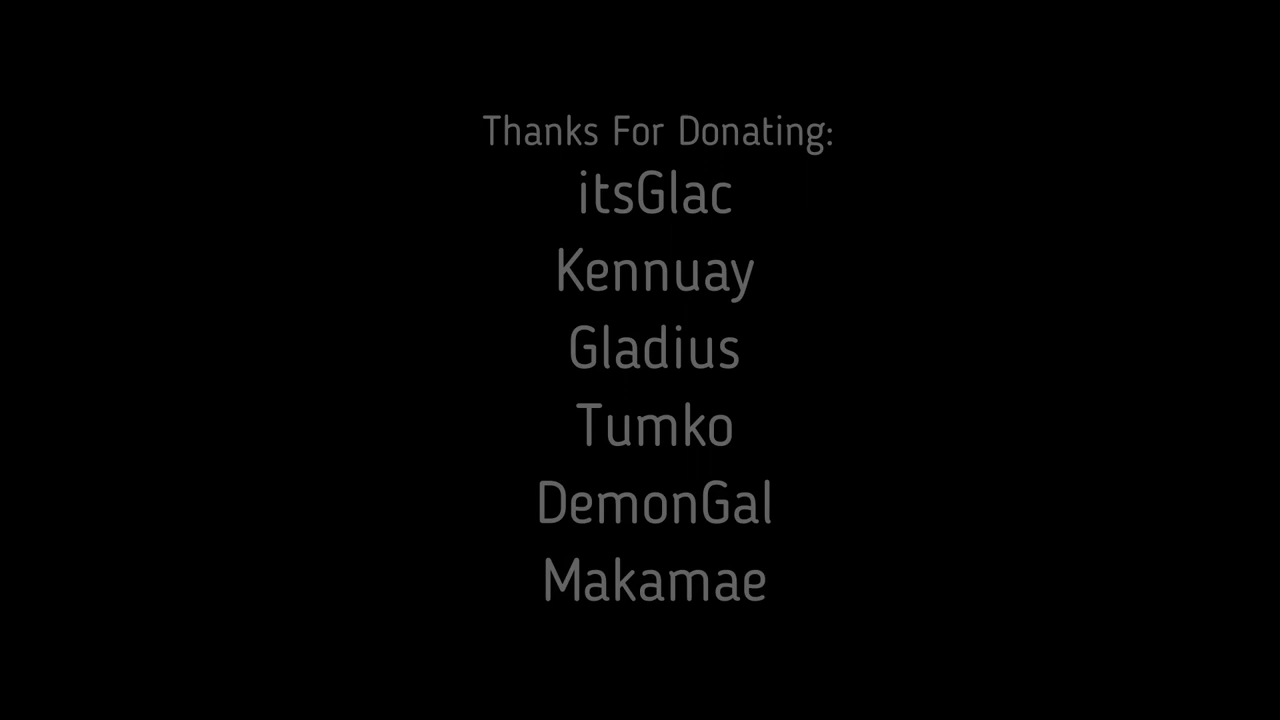 Thanks For Donating:
itsGlac
Kennuay
Gladius
Tumko
DemonGal
Makamae